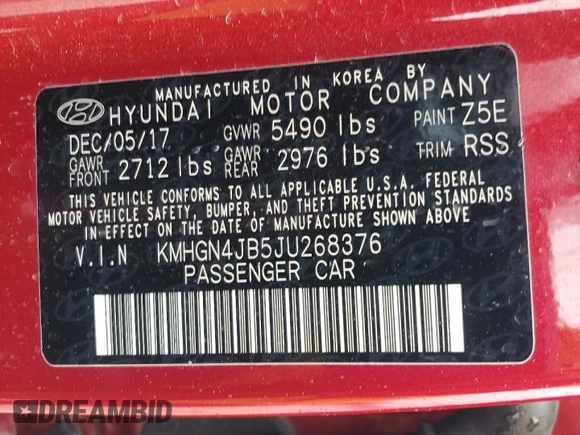 MANUFACTURED IN KOREA BY
HYUNDAI MOTOR COMPANY
DEC/05/17 GVWR 5490 lbs PAINT Z5E
GAWR FRONT 2712 lbs GAWR REAR 2976 lbs TRIM RSS
THIS VEHICLE CONFORMS TO ALL APPLICABLE U.S.A. FEDERAL
MOTOR VEHICLE SAFETY, BUMPER, AND THEFT PREVENTION STANDARDS
IN EFFECT ON THE DATE OF MANUFACTURE SHOWN ABOVE.
V.I.N KMHGN4JB5JU268376
PASSENGER CAR
DREAMBID